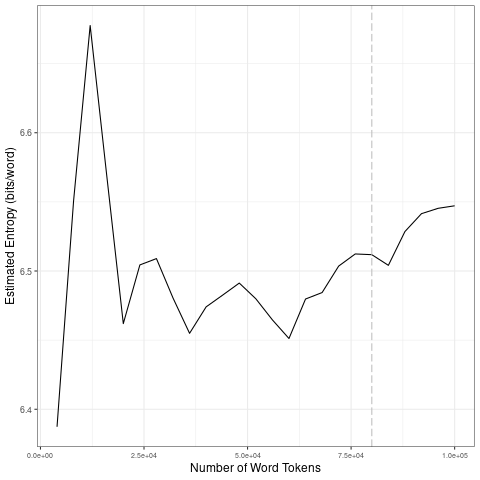 Estimated Entropy (bits/word)
6.6
6.5
6.4
0.0e+00 2.5e+04 5.0e+04 7.5e+04 1.0e+05
Number of Word Tokens